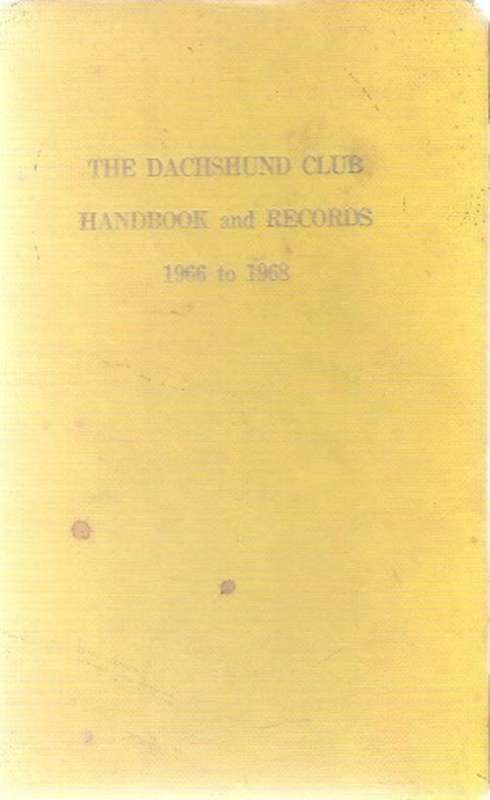 THE DACHSHUND CLUB
HANDBOOK and RECORDS
1966 to 1968